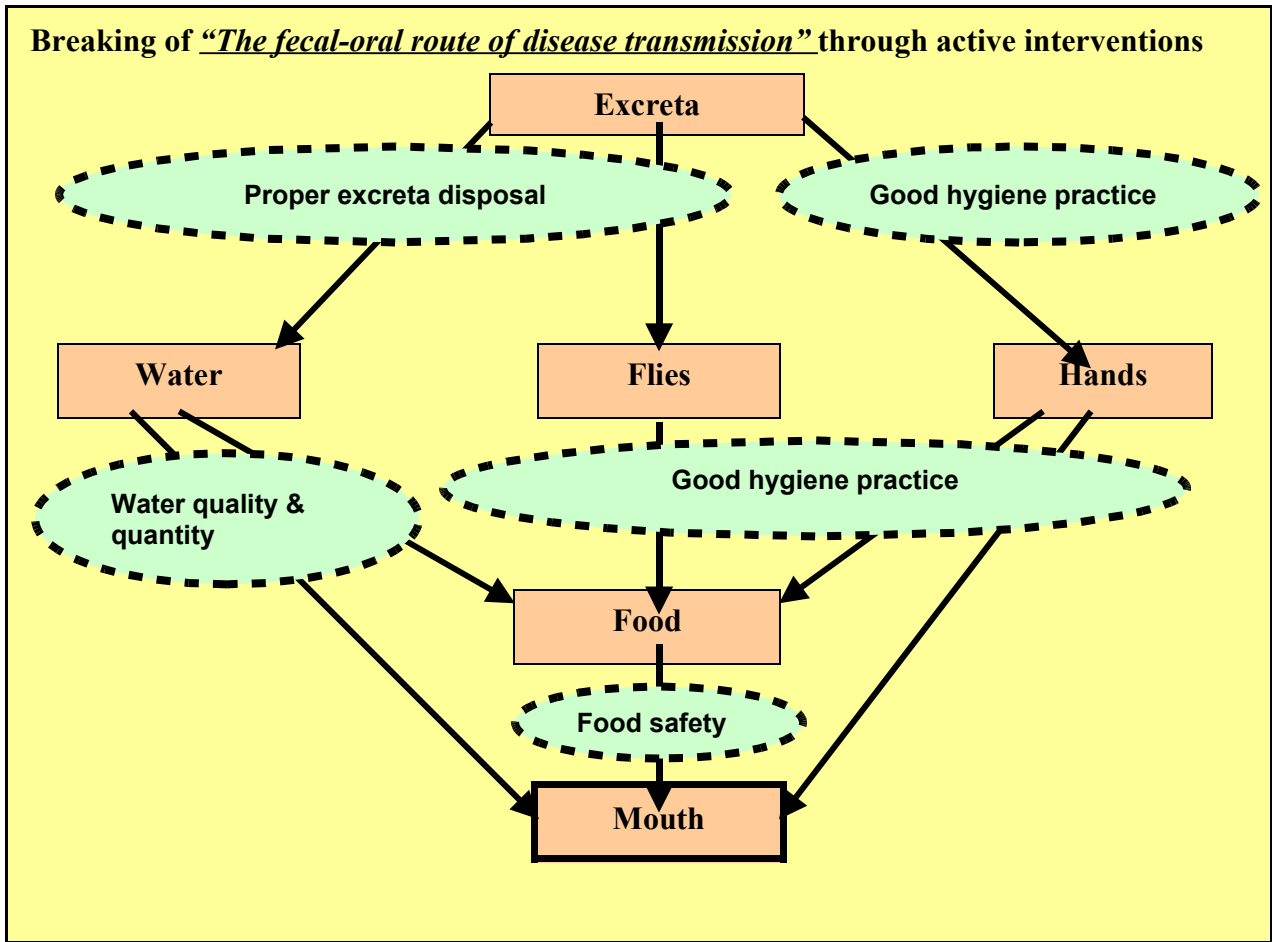 Breaking of “The fecal-oral route of disease transmission” through active interventions
Excreta
Proper excreta disposal
Good hygiene practice
Water
Flies
Hands
Water quality &
quantity
Good hygiene practice
Food
Food safety
Mouth